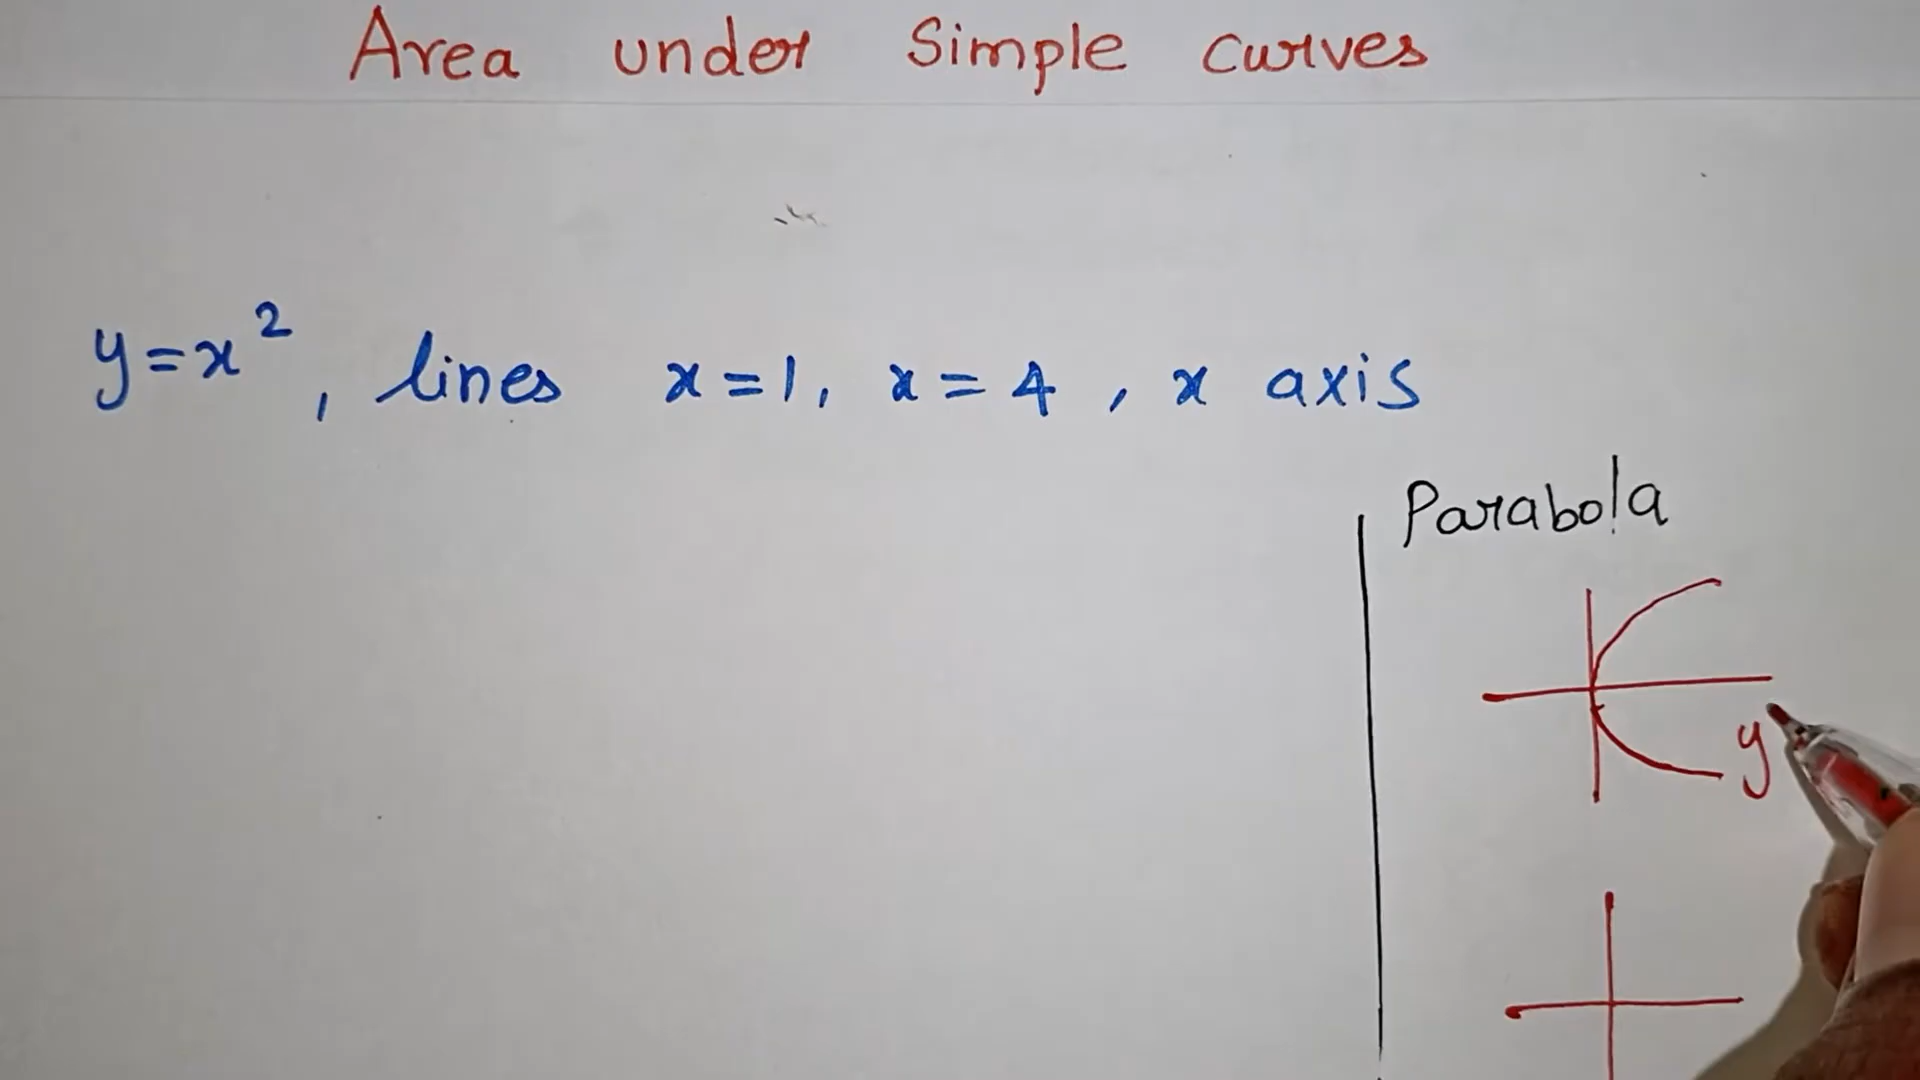 Area under Simple curves
y=x², lines x=1, x=4, x axis
Parabola
y